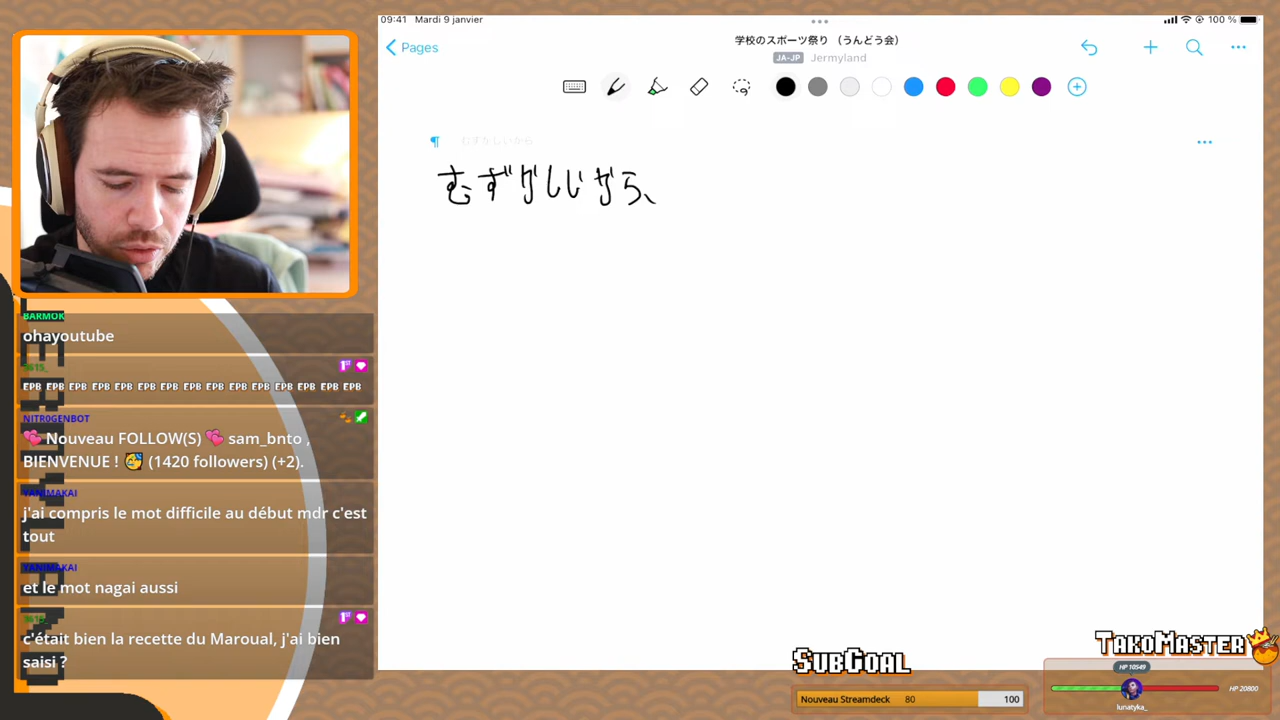 09:41 Mardi 9 janvier
100 %
Pages
学校のスポーツ祭り （うんどう会）
JA-JP Jermyland
むずかしいから
むずかしいから、
BARMOK
ohayoutube
EPB EPB EPB EPB EPB EPB EPB EPB EPB EPB EPB EPB EPB EPB EPB
NITR0GENBOT
Nouveau FOLLOW(S) sam_bnto ,
BIENVENUE ! (1420 followers) (+2).
YANIMAKAI
j'ai compris le mot difficile au début mdr c'est
tout
YANIMAKAI
et le mot nagai aussi
c'était bien la recette du Maroual, j'ai bien
saisi ?
SUBGOAL
Nouveau Streamdeck 80 100
TAKOMASTER
HP 10549
HP 20800
lunatyka_